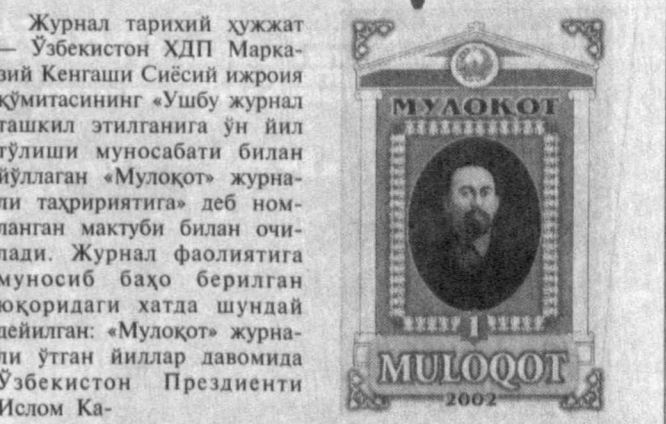 Журнал тарихий ҳужжат
— Ўзбекистон ХДП Марка-
зий Кенгаши Сиёсий ижроия
қўмитасининг «Ушбу журнал
ташкил этилганига ўн йил
тўлиши муносабати билан
йўллаган «Мулоқот» журна-
ли таҳририятига» деб ном-
ланган мактуби билан очи-
лади. Журнал фаолиятига
муносиб баҳо берилган
юқоридаги хатда шундай
дейилган: «Мулоқот» журна-
ли ўтган йиллар давомида
Ўзбекистон Прездиенти
Ислом Ка-
МУЛОҚОТ
1
MULOQOT
2002